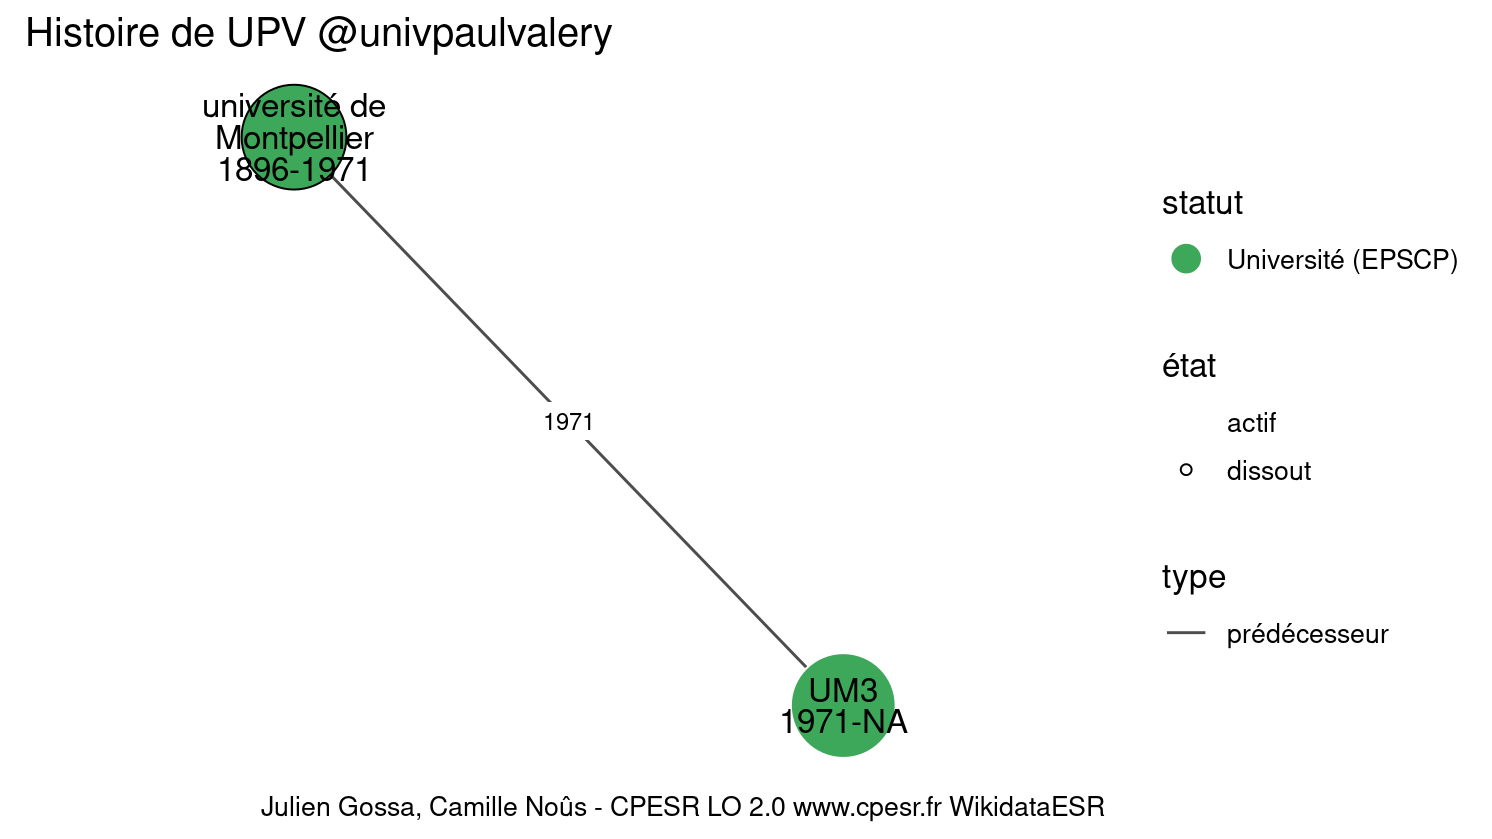 Histoire de UPV @univpaulvalery
université de
Montpellier
1896-1971
1971
UM3
1971-NA
statut
Université (EPSCP)
état
actif
dissout
type
prédécesseur
Julien Gossa, Camille Noûs - CPESR LO 2.0 www.cpesr.fr WikidataESR